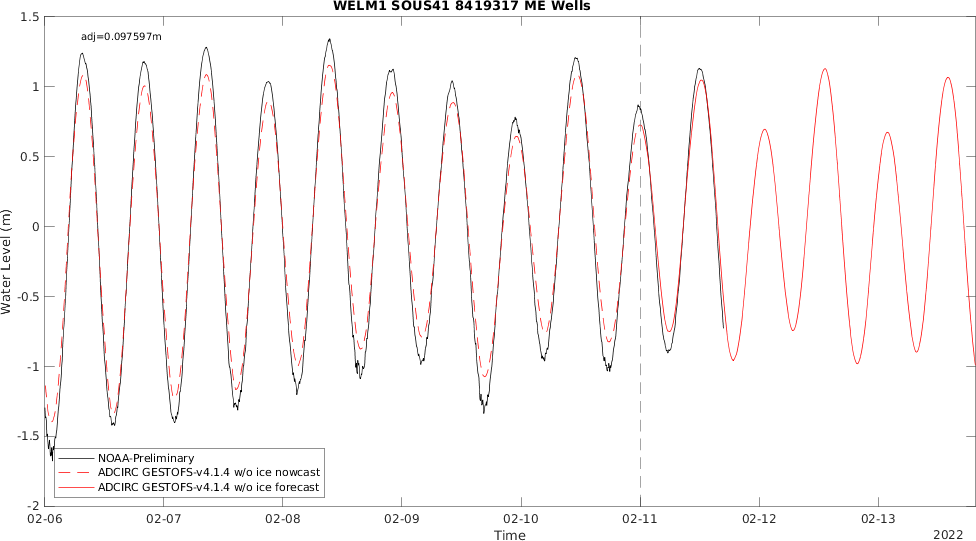 WELM1 SOUS41 8419317 ME Wells
adj=0.097597m
1.5
1
0.5
0
-0.5
-1
-1.5
-2
Water Level (m)
NOAA-Preliminary
ADCIRC GESTOFS-v4.1.4 w/o ice nowcast
ADCIRC GESTOFS-v4.1.4 w/o ice forecast
02-06 02-07 02-08 02-09 02-10 02-11 02-12 02-13
Time
2022